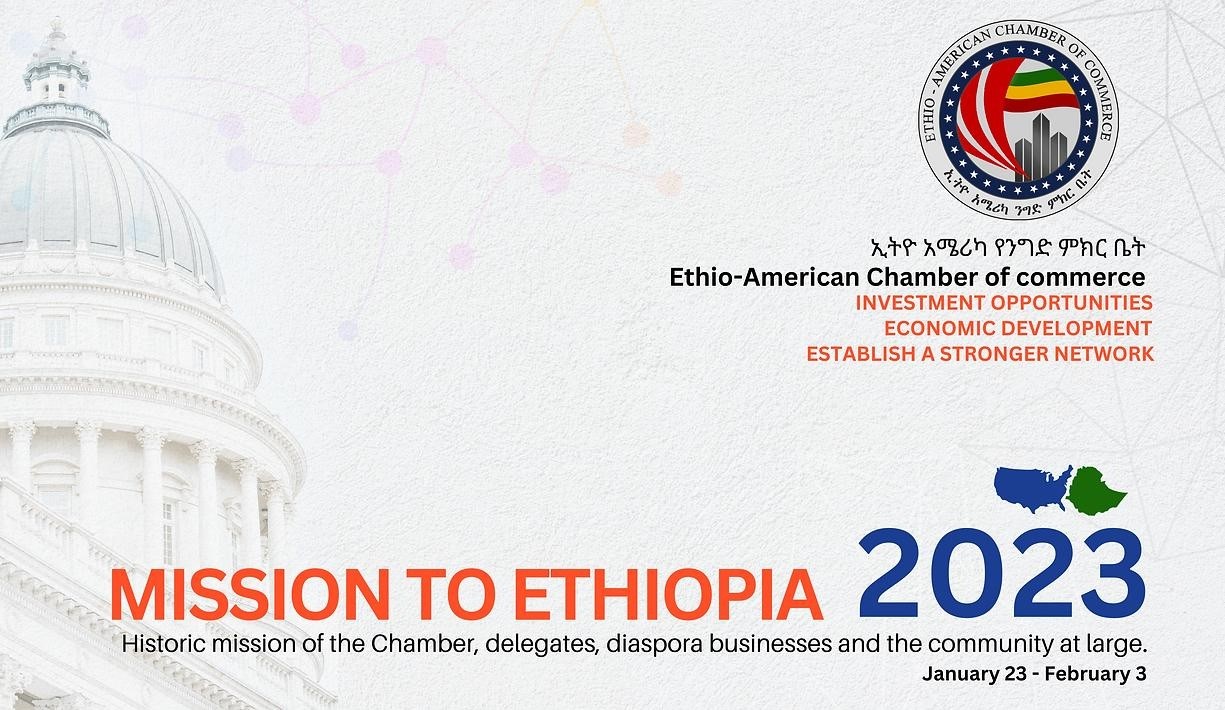 ETHIO - AMERICAN CHAMBER OF COMMERCE
ኢትዮ አሜሪካ ንግድ ምክር ቤት
ኢትዮ አሜሪካ የንግድ ምክር ቤት
Ethio-American Chamber of commerce
INVESTMENT OPPORTUNITIES
ECONOMIC DEVELOPMENT
ESTABLISH A STRONGER NETWORK
MISSION TO ETHIOPIA 2023
Historic mission of the Chamber, delegates, diaspora businesses and the community at large.
January 23 - February 3